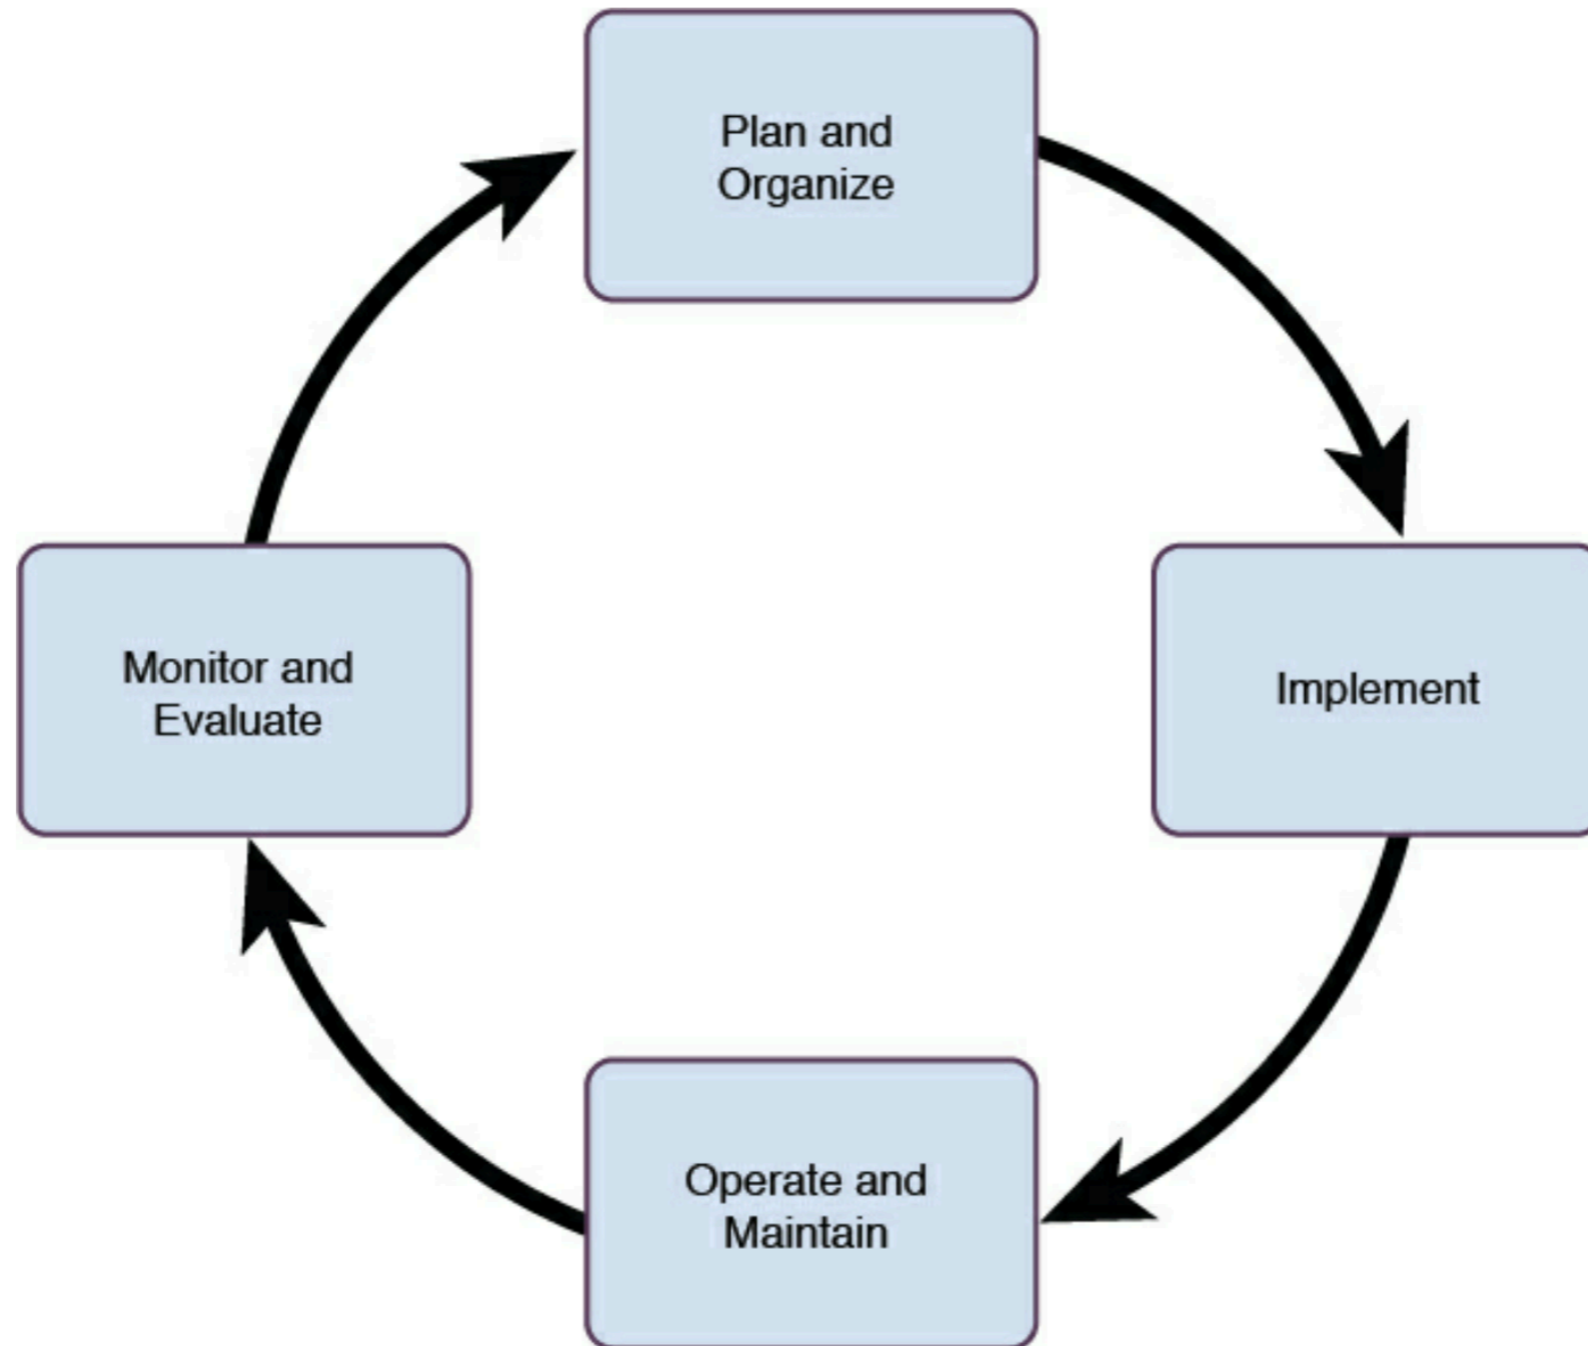 Plan and
Organize
Implement
Operate and
Maintain
Monitor and
Evaluate